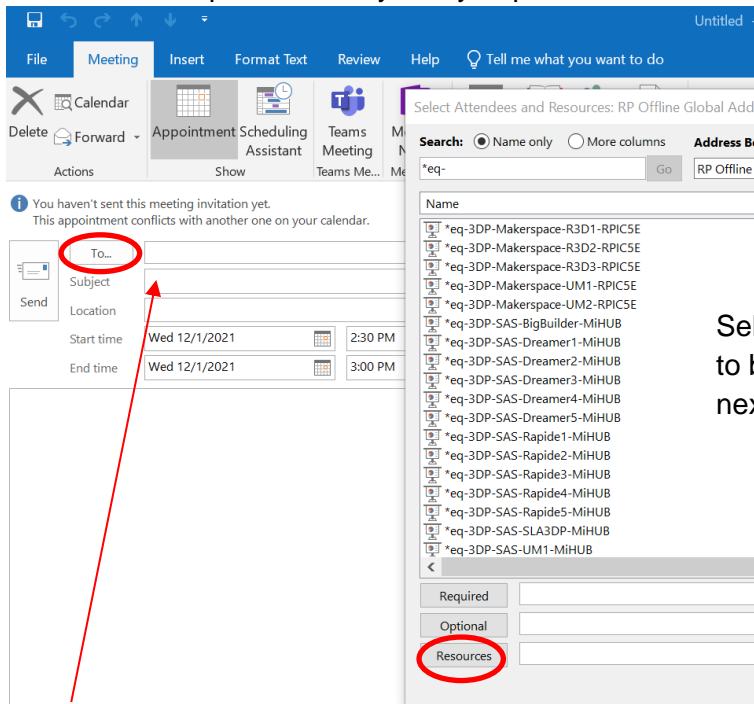 Untitled -
File Meeting Insert Format Text Review Help Tell me what you want to do
Calendar
Delete Forward
Actions
Appointment Scheduling Assistant
Show
Teams Meeting
Teams Me... Me
Select Attendees and Resources: RP Offline Global Add
Search: Name only More columns Address B
*eq- Go RP Offline
Name
*eq-3DP-Makerspace-R3D1-RPIC5E
*eq-3DP-Makerspace-R3D2-RPIC5E
*eq-3DP-Makerspace-R3D3-RPIC5E
*eq-3DP-Makerspace-UM1-RPIC5E
*eq-3DP-Makerspace-UM2-RPIC5E
*eq-3DP-SAS-BigBuilder-MiHUB
*eq-3DP-SAS-Dreamer1-MiHUB
*eq-3DP-SAS-Dreamer2-MiHUB
*eq-3DP-SAS-Dreamer3-MiHUB
*eq-3DP-SAS-Dreamer4-MiHUB
*eq-3DP-SAS-Dreamer5-MiHUB
*eq-3DP-SAS-Rapide1-MiHUB
*eq-3DP-SAS-Rapide2-MiHUB
*eq-3DP-SAS-Rapide3-MiHUB
*eq-3DP-SAS-Rapide4-MiHUB
*eq-3DP-SAS-Rapide5-MiHUB
*eq-3DP-SAS-SLA3DP-MiHUB
*eq-3DP-SAS-UM1-MiHUB
Required
Optional
Resources
You haven't sent this meeting invitation yet.
This appointment conflicts with another one on your calendar.
To...
Subject
Send
Location
Start time Wed 12/1/2021 2:30 PM
End time Wed 12/1/2021 3:00 PM
Sel
to b
nex